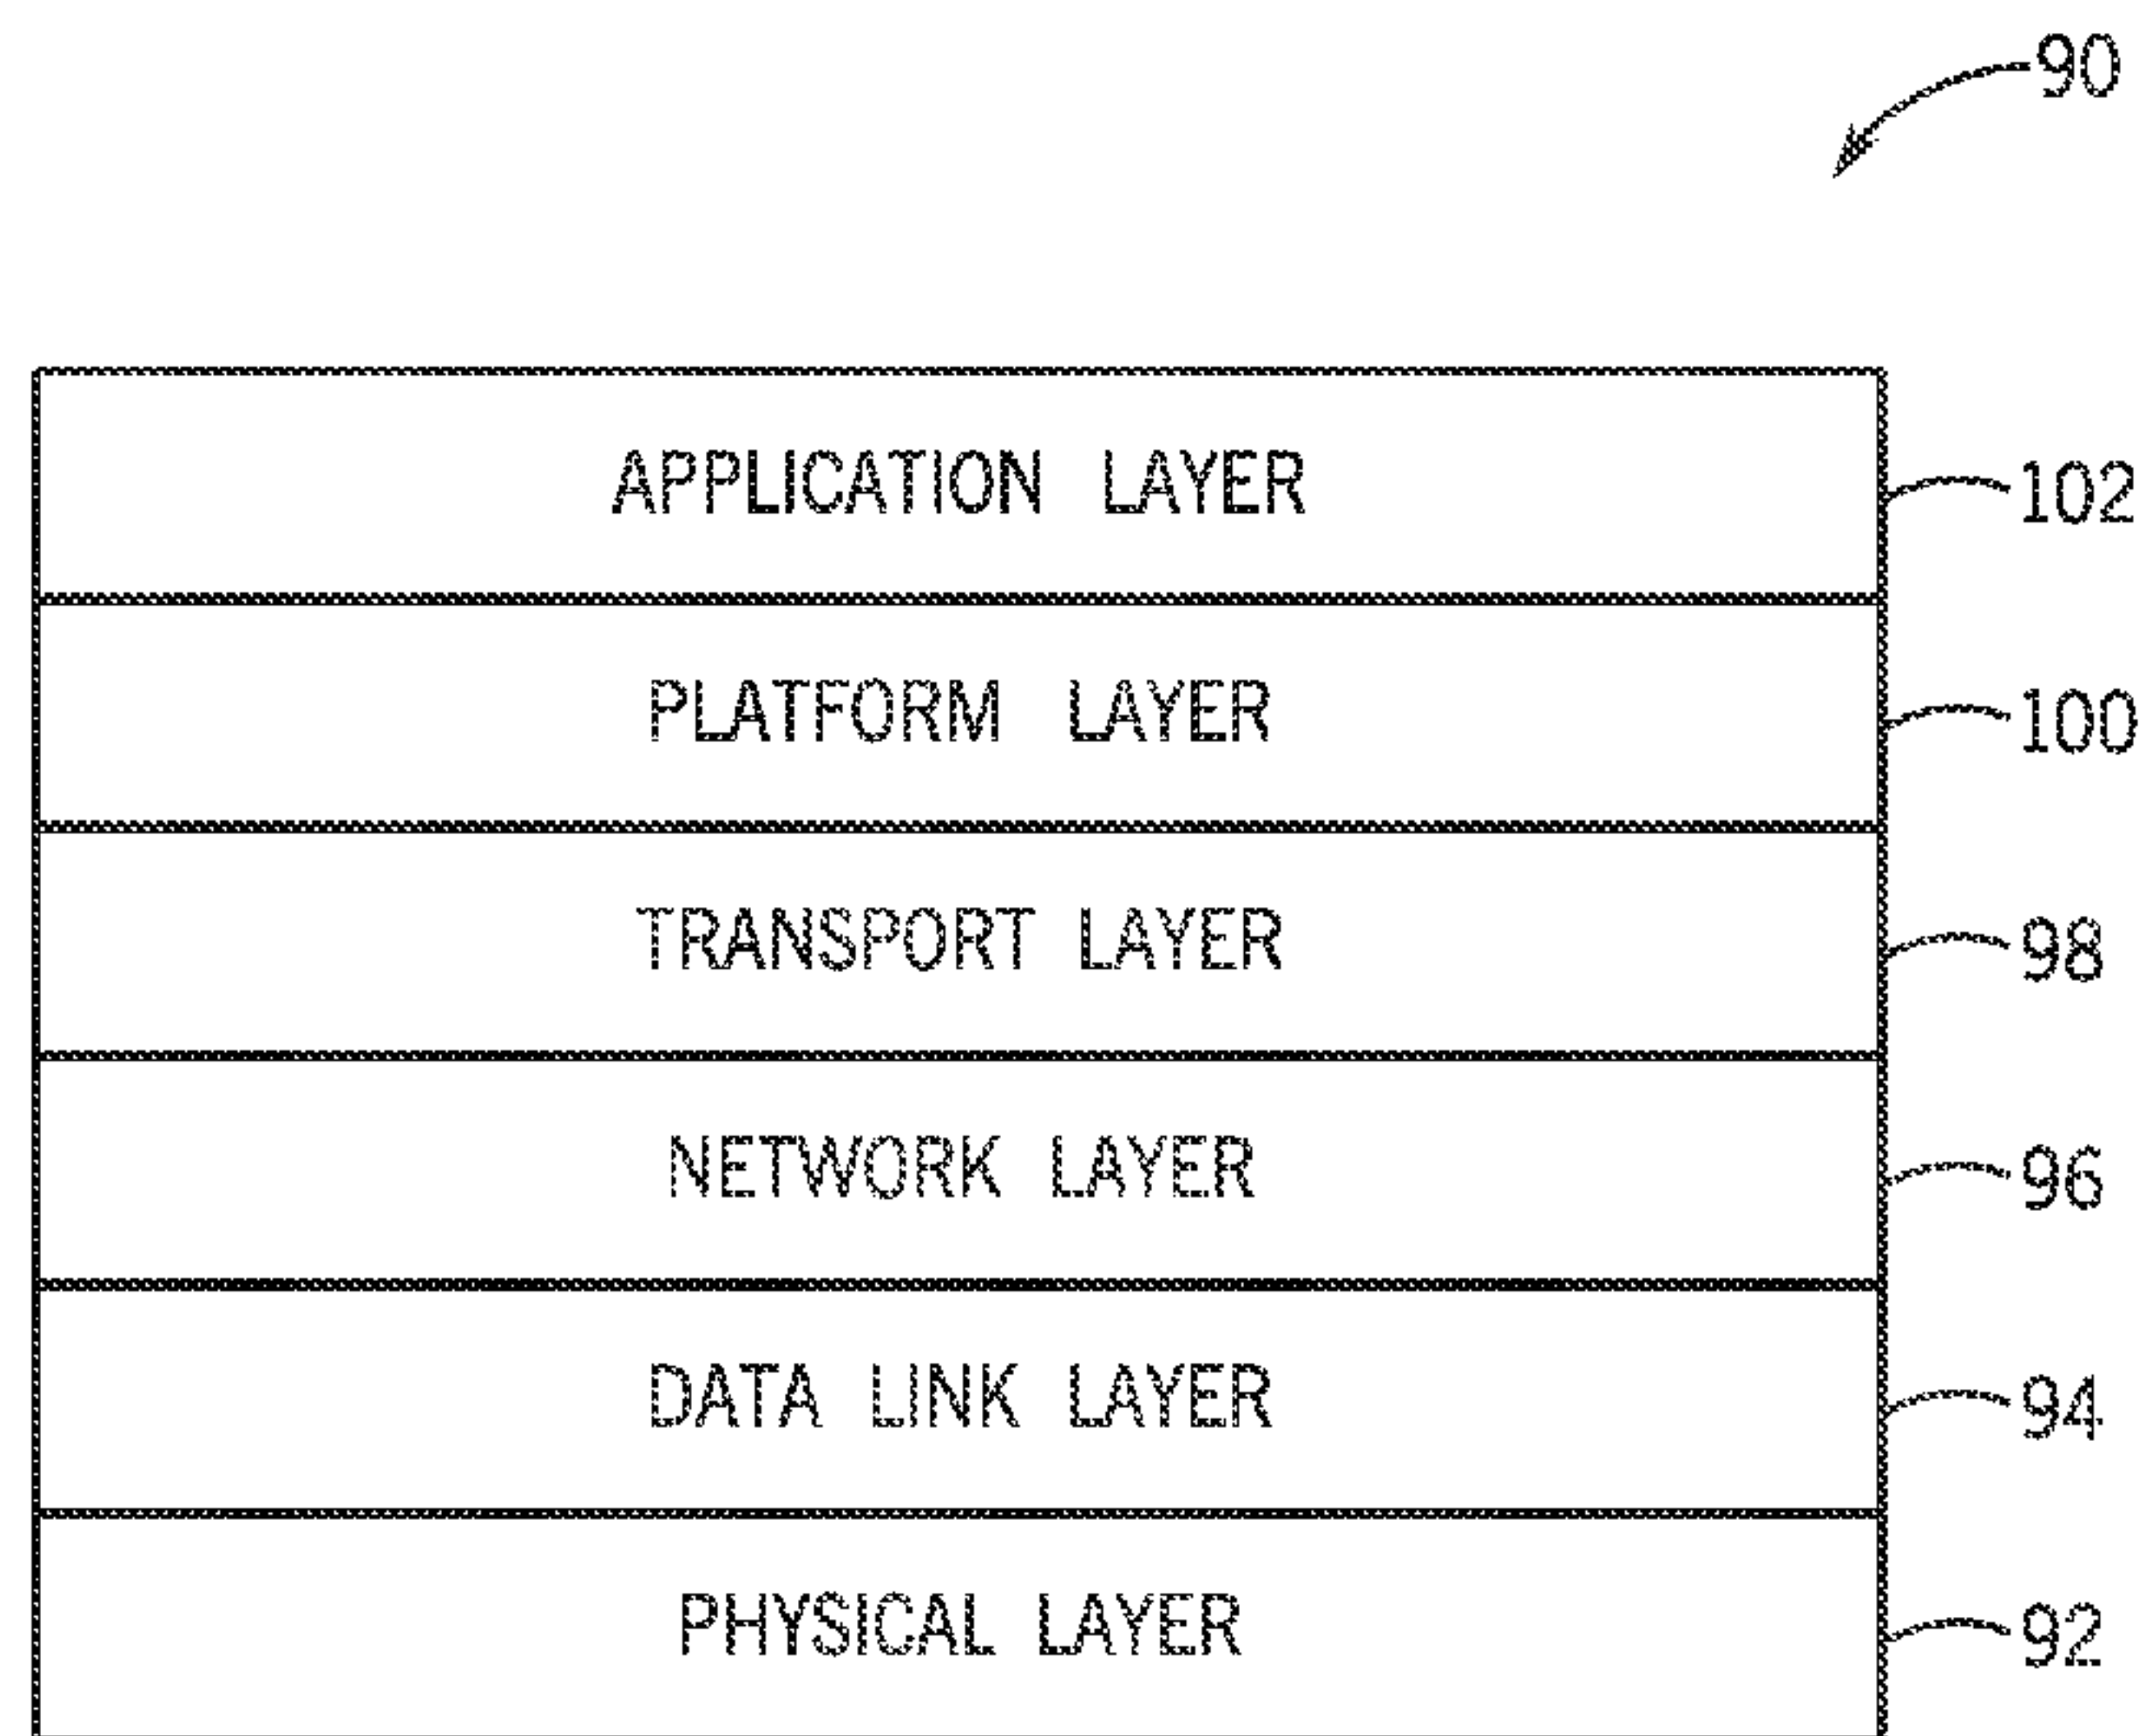 90
APPLICATION LAYER 102
PLATFORM LAYER 100
TRANSPORT LAYER 98
NETWORK LAYER 96
DATA LINK LAYER 94
PHYSICAL LAYER 92